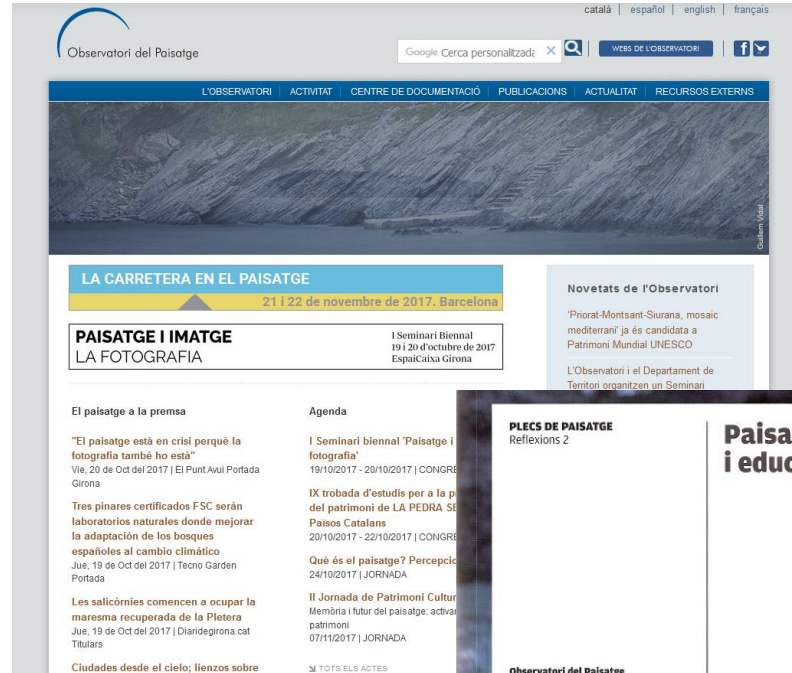 català | español | english | français
Observatori del Paisatge
Google Cerca personalitzada
WEBS DE L'OBSERVATORI
L'OBSERVATORI | ACTIVITAT | CENTRE DE DOCUMENTACIÓ | PUBLICACIONS | ACTUALITAT | RECURSOS EXTERNS
Guillem Vidal
LA CARRETERA EN EL PAISATGE
21 i 22 de novembre de 2017. Barcelona
PAISATGE I IMATGE
LA FOTOGRAFIA
I Seminari Biennal
19 i 20 d'octubre de 2017
EspaiCaixa Girona
Novetats de l'Observatori
'Priorat-Montsant-Siurana, mosaic
mediterrani' ja és candidata a
Patrimoni Mundial UNESCO
L'Observatori i el Departament de
Territori organitzen un Seminari
El paisatge a la premsa
"El paisatge està en crisi perquè la
fotografia també ho està"
Vie, 20 de Oct del 2017 | El Punt Avui Portada
Girona
Tres pinares certificados FSC serán
laboratorios naturales donde mejorar
la adaptación de los bosques
españoles al cambio climático
Jue, 19 de Oct del 2017 | Tecno Garden
Portada
Les salicòrnies comencen a ocupar la
maresma recuperada de la Pletera
Jue, 19 de Oct del 2017 | Diaridegirona.cat
Titulars
Ciudades desde el cielo; lienzos sobre
Agenda
I Seminari biennal 'Paisatge i
fotografia'
19/10/2017 - 20/10/2017 | CONGRE
IX trobada d'estudis per a la p
del patrimoni de LA PEDRA SE
Països Catalans
20/10/2017 - 22/10/2017 | CONGRE
Què és el paisatge? Percepcio
24/10/2017 | JORNADA
II Jornada de Patrimoni Cultur
Memòria i futur del paisatge: activar
patrimoni
07/11/2017 | JORNADA
TOTS ELS ACTES
PLECS DE PAISATGE
Reflexions 2
Paisa
i educ
Observatori del Paisatge